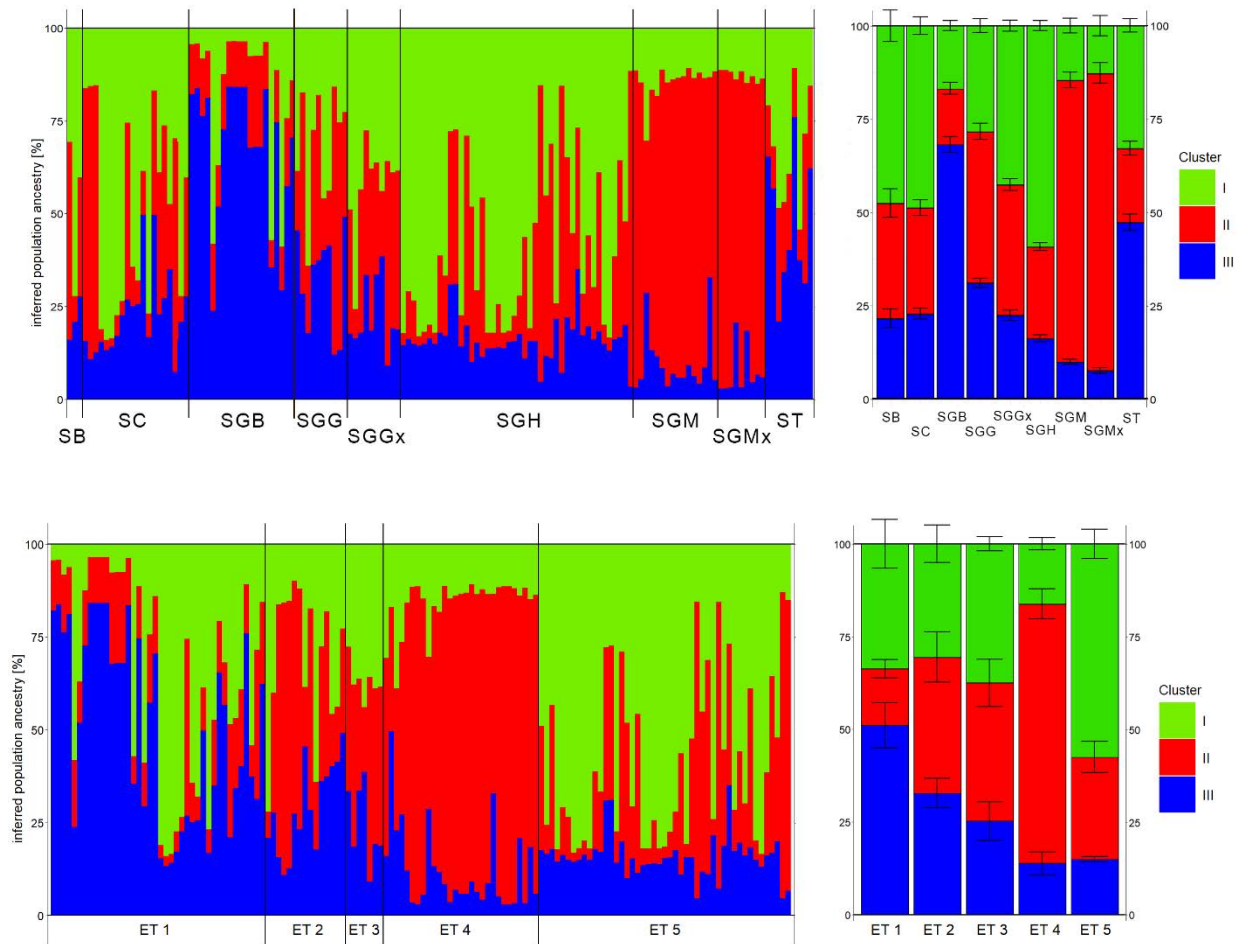 100
75
50
25
0
inferred population ancestry [%]
SB
SC
SGB
SGG
SGGx
SGH
SGM
SGMx
ST
100
75
50
25
0
100
75
50
25
0
SB
SC
SGB
SGG
SGGx
SGH
SGM
SGMx
ST
Cluster
I
II
III
100
75
50
25
0
inferred population ancestry [%]
ET 1
ET 2
ET 3
ET 4
ET 5
100
75
50
25
0
100
75
50
25
0
ET 1
ET 2
ET 3
ET 4
ET 5
Cluster
I
II
III